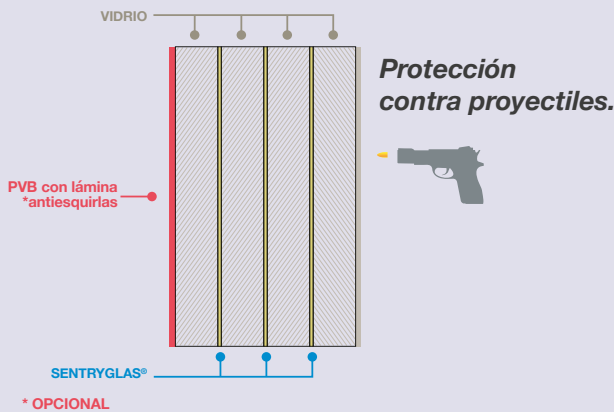 VIDRIO
Protección
contra proyectiles.
PVB con lámina
*antiesquirlas
SENTRYGLAS®
* OPCIONAL